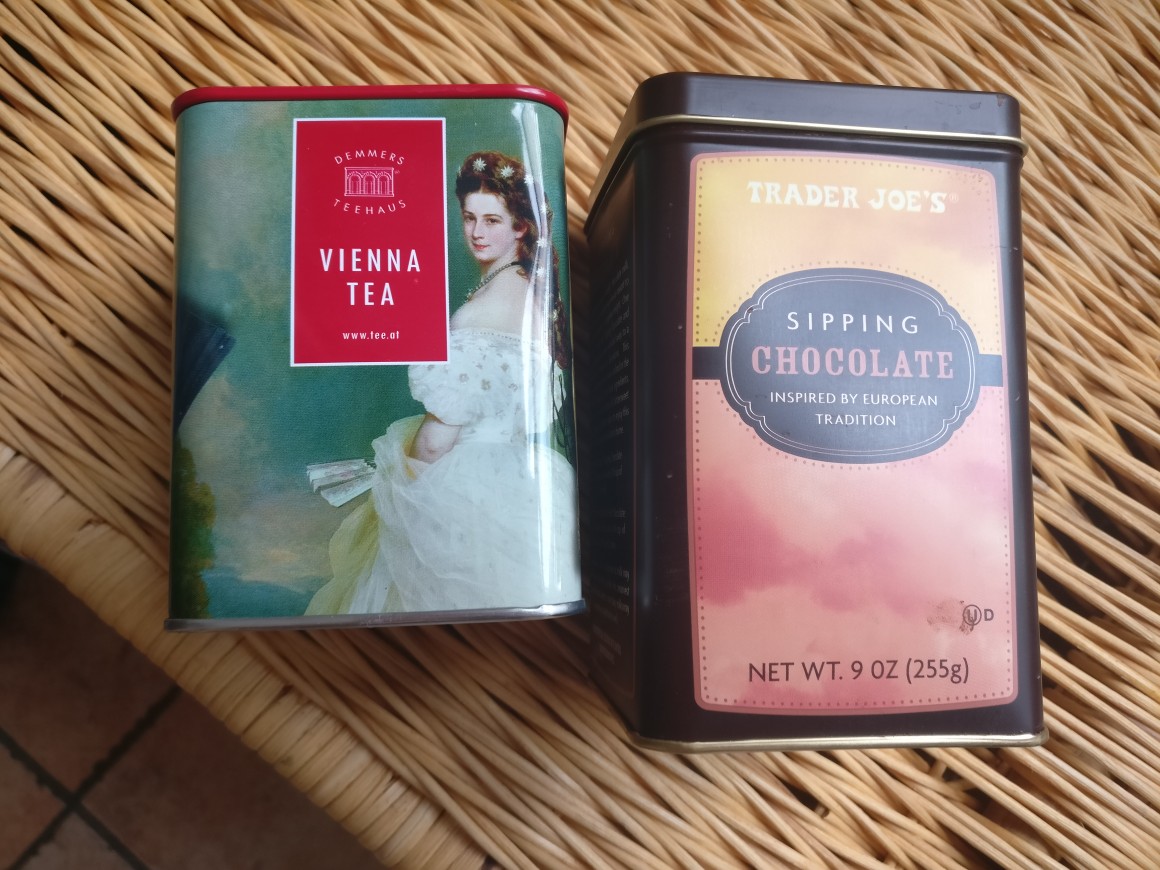 DEMMERS
TEEHAUS
VIENNA
TEA
www.tee.at
TRADER JOE'S®
SIPPING
CHOCOLATE
INSPIRED BY EUROPEAN
TRADITION
U D
NET WT. 9 OZ (255g)